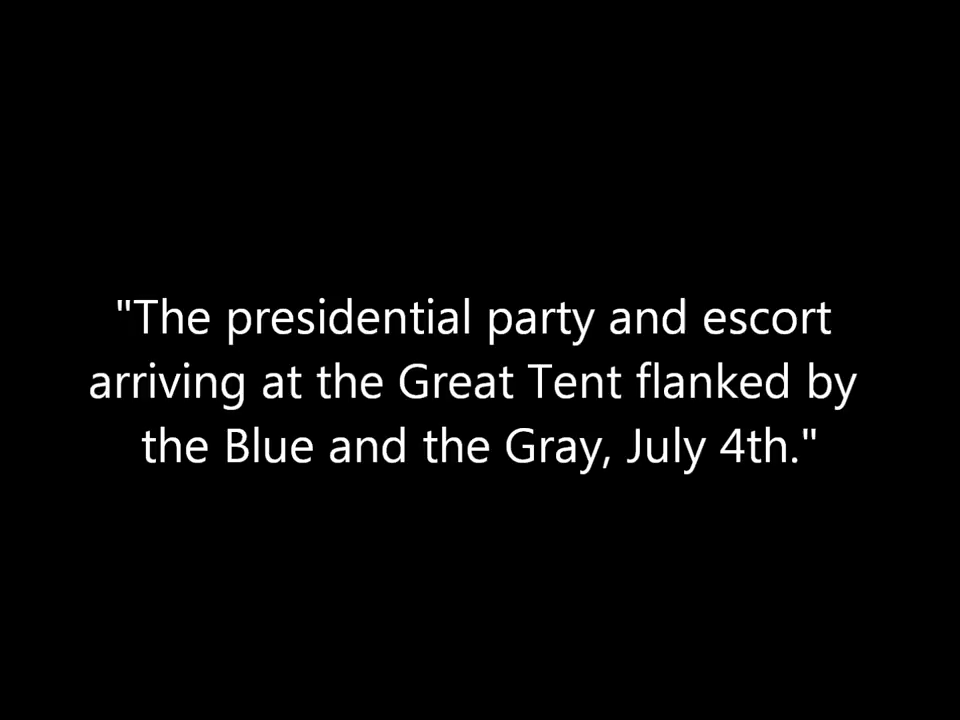 "The presidential party and escort
arriving at the Great Tent flanked by
the Blue and the Gray, July 4th."